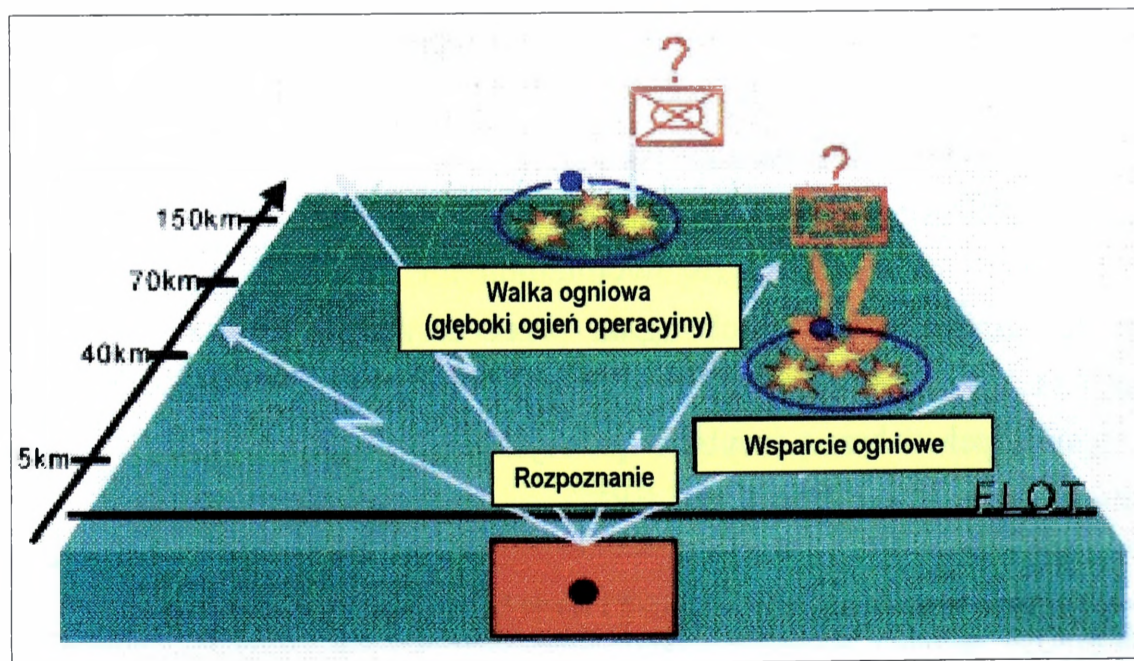 ?
?
150km
70km
40km
5km
Walka ogniowa
(głęboki ogień operacyjny)
Wsparcie ogniowe
Rozpoznanie
FLOT